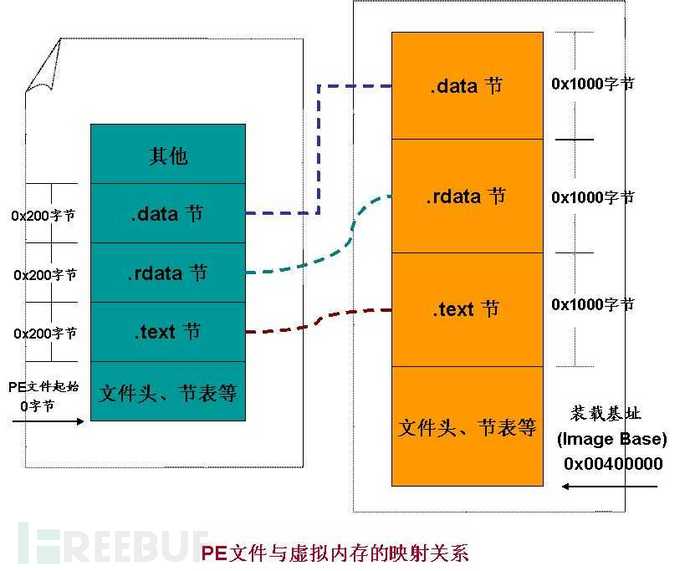 其他
0x200字节
.data 节
0x200字节
.rdata 节
0x200字节
.text 节
PE文件起始
0字节
文件头、节表等
.data 节
0x1000字节
.rdata 节
0x1000字节
.text 节
0x1000字节
文件头、节表等
装载基址
(Image Base)
0x00400000
FREEBUF
PE文件与虚拟内存的映射关系